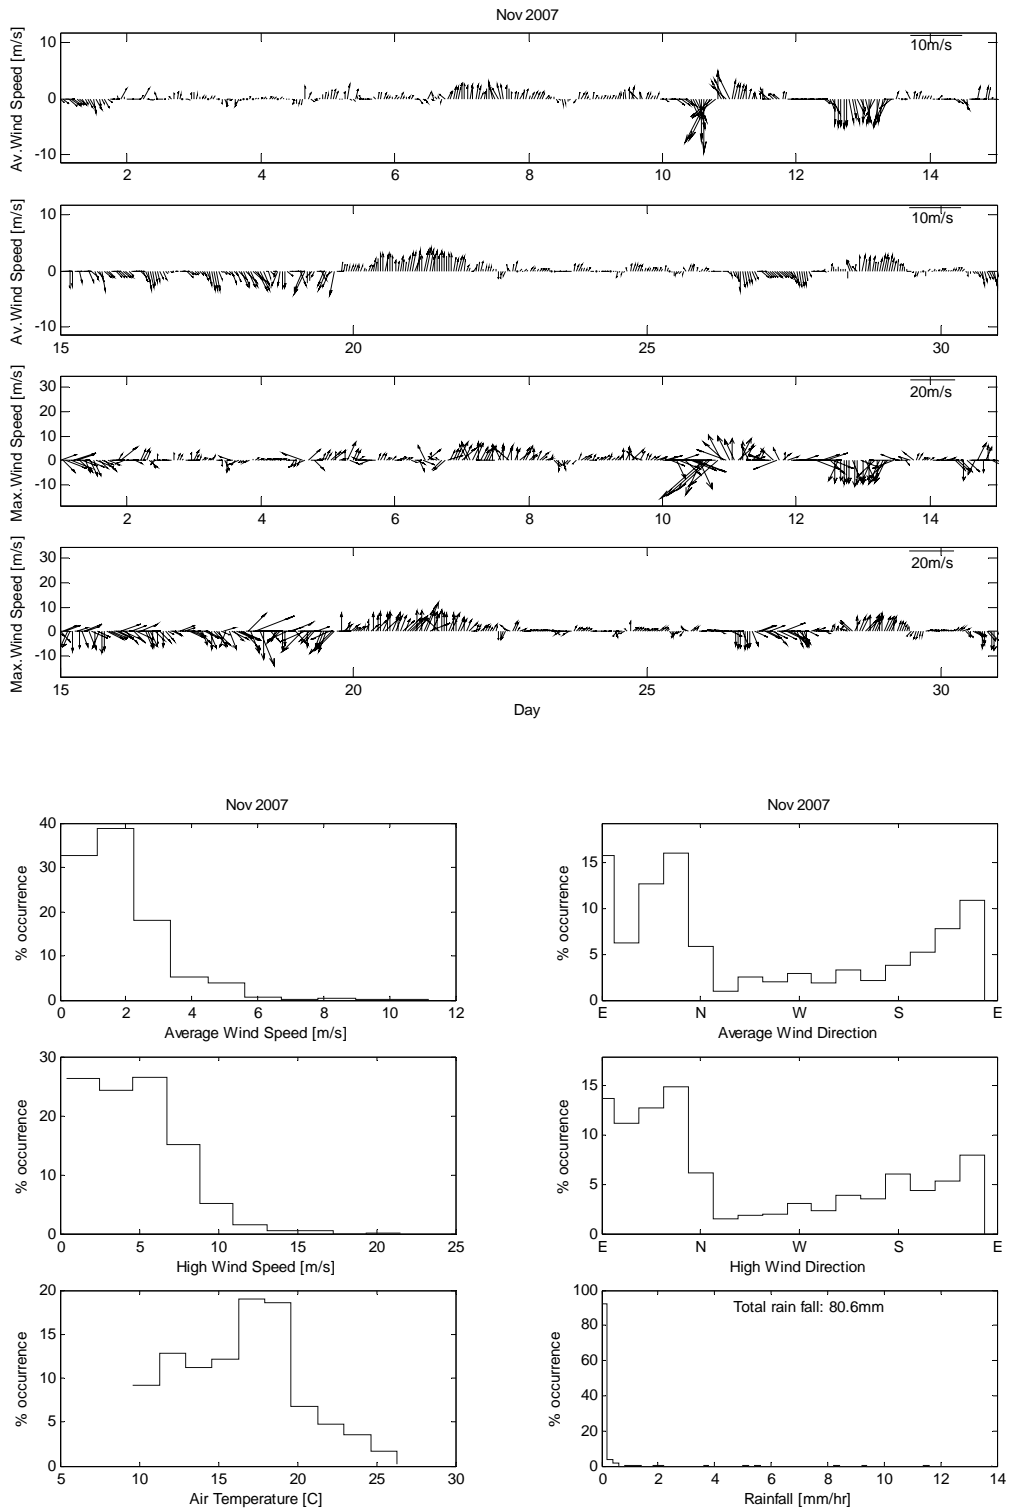 Nov 2007
Av.Wind Speed [m/s]
10
0
-10
10m/s
2 4 6 8 10 12 14
Av.Wind Speed [m/s]
10
0
-10
10m/s
15 20 25 30
Max.Wind Speed [m/s]
30
20
10
0
-10
20m/s
2 4 6 8 10 12 14
Max.Wind Speed [m/s]
30
20
10
0
-10
20m/s
15 20 25 30
Day
Nov 2007
% occurrence
40
30
20
10
0
0 2 4 6 8 10 12
Average Wind Speed [m/s]
Nov 2007
% occurrence
15
10
5
0
E N W S E
Average Wind Direction
% occurrence
30
20
10
0
0 5 10 15 20 25
High Wind Speed [m/s]
% occurrence
15
10
5
0
E N W S E
High Wind Direction
% occurrence
20
15
10
5
0
5 10 15 20 25 30
Air Temperature [C]
% occurrence
100
80
60
40
20
0
Total rain fall: 80.6mm
0 2 4 6 8 10 12 14
Rainfall [mm/hr]